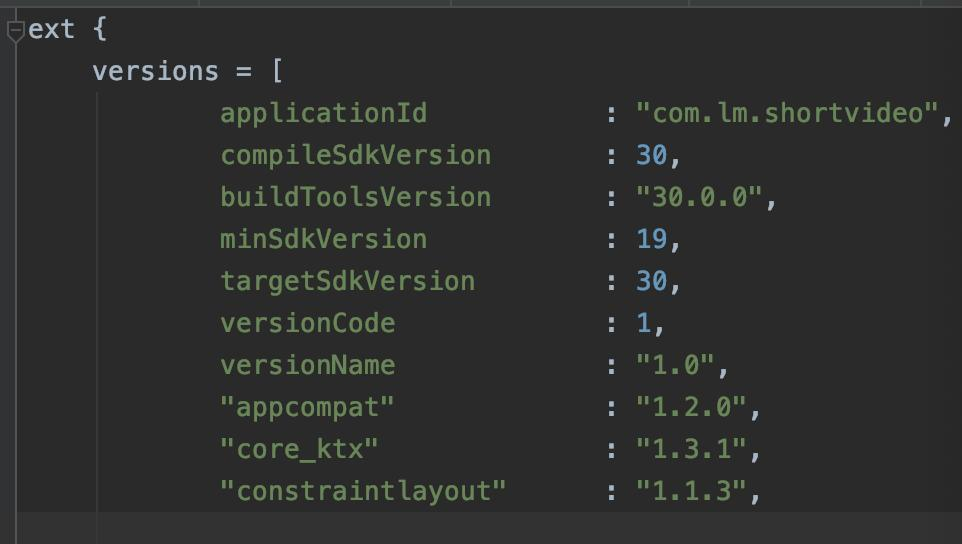 ext {
versions = [
applicationId : "com.lm.shortvideo",
compileSdkVersion : 30,
buildToolsVersion : "30.0.0",
minSdkVersion : 19,
targetSdkVersion : 30,
versionCode : 1,
versionName : "1.0",
"appcompat" : "1.2.0",
"core_ktx" : "1.3.1",
"constraintlayout" : "1.1.3",